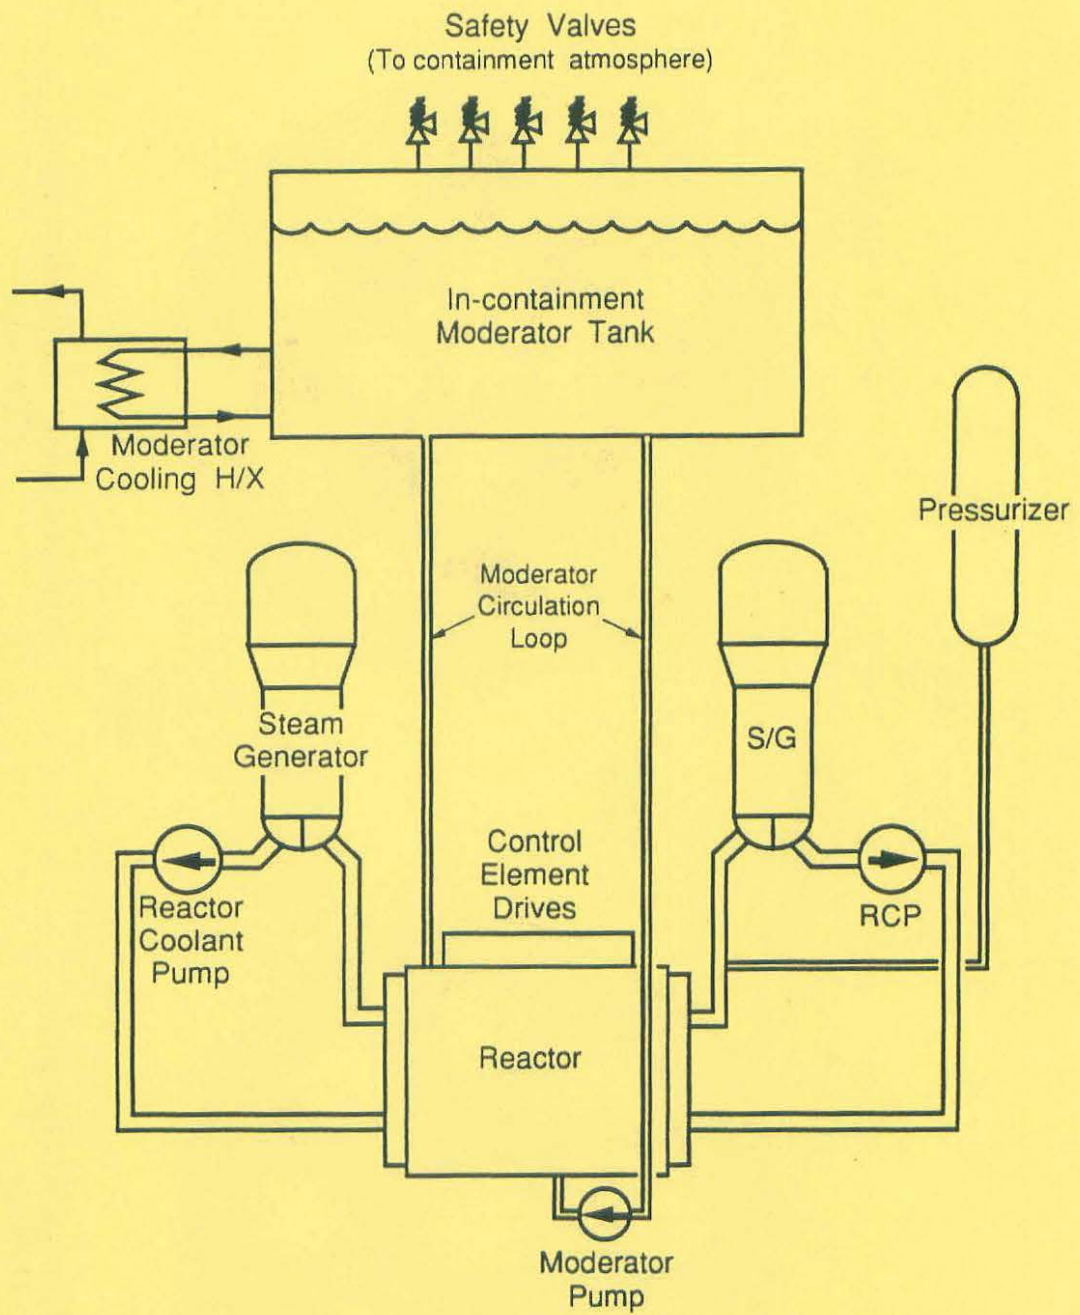 Safety Valves
(To containment atmosphere)
In-containment
Moderator Tank
Moderator
Cooling H/X
Pressurizer
Moderator
Circulation
Loop
Steam
Generator
S/G
Control
Element
Drives
Reactor
Coolant
Pump
RCP
Reactor
Moderator
Pump